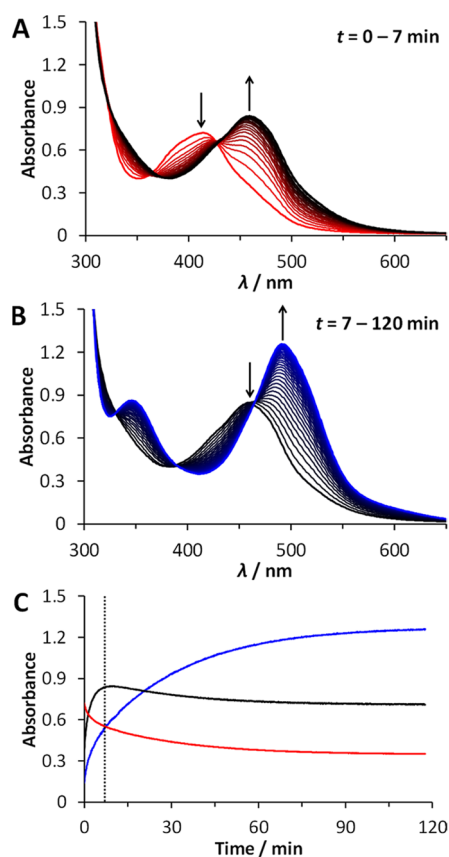 A
t = 0 – 7 min
1.5
1.2
0.9
0.6
0.3
0
Absorbance
300 400 500 600
λ / nm
B
t = 7 – 120 min
1.5
1.2
0.9
0.6
0.3
0
Absorbance
300 400 500 600
λ / nm
C
1.5
1.2
0.9
0.6
0.3
0
Absorbance
0 30 60 90 120
Time / min